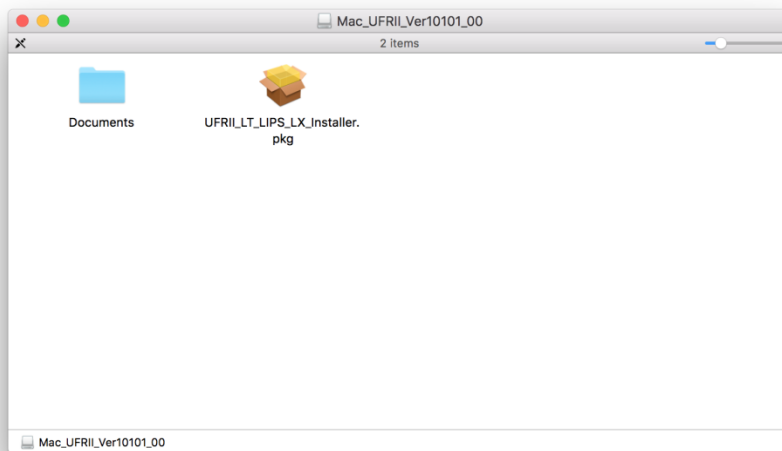 Mac_UFRII_Ver10101_00
2 items
Documents
UFRII_LT_LIPS_LX_Installer.
pkg
Mac_UFRII_Ver10101_00